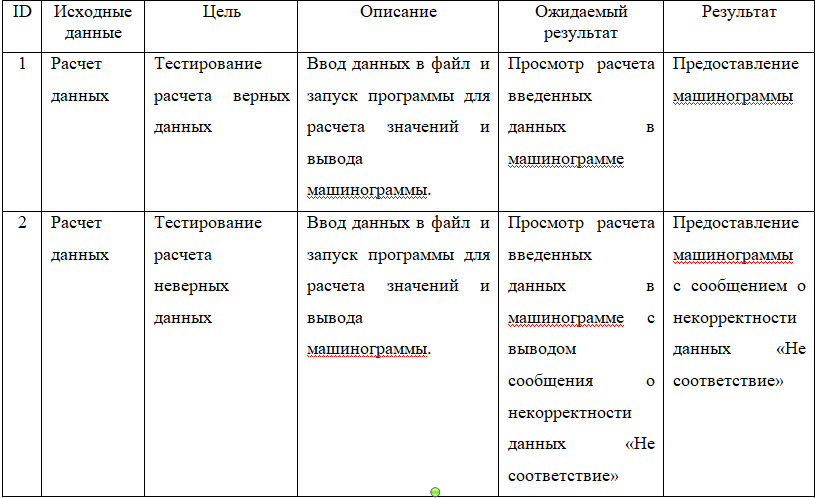 ID
Исходные
данные
Цель
Описание
Ожидаемый
результат
Результат
1
Расчет
данных
Тестирование
расчета верных
данных
Ввод данных в файл и
запуск программы для
расчета значений и
вывода
машинограммы.
Просмотр расчета
введенных
данных в
машинограмме
Предоставление
машинограммы
2
Расчет
данных
Тестирование
расчета
неверных
данных
Ввод данных в файл и
запуск программы для
расчета значений и
вывода
машинограммы.
Просмотр расчета
введенных
данных в
машинограмме с
выводом
сообщения о
некорректности
данных «Не
соответствие»
Предоставление
машинограммы
с сообщением о
некорректности
данных «Не
соответствие»